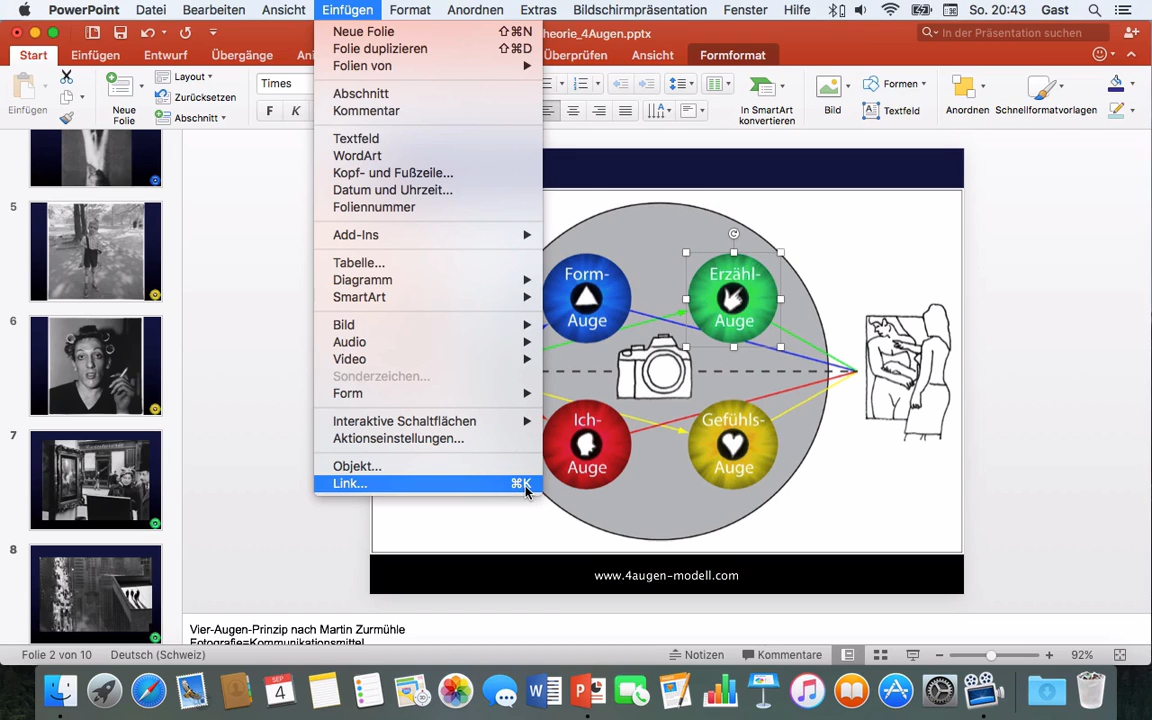 PowerPoint Datei Bearbeiten Ansicht Einfügen Format Anordnen Extras Bildschirmpräsentation Fenster Hilfe So. 20:43 Gast
heorie_4Augen.pptx
In der Präsentation suchen
Start Einfügen Entwurf Übergänge Ani Überprüfen Ansicht Formformat
Einfügen
Neue Folie
Layout
Zurücksetzen
Abschnitt
Times
F K
In SmartArt konvertieren
Bild
Formen
Textfeld
Anordnen
Schnellformatvorlagen
Neue Folie ⇧⌘N
Folie duplizieren ⇧⌘D
Folien von
Abschnitt
Kommentar
Textfeld
WordArt
Kopf- und Fußzeile...
Datum und Uhrzeit...
Foliennummer
Add-Ins
Tabelle...
Diagramm
SmartArt
Bild
Audio
Video
Sonderzeichen...
Form
Interaktive Schaltflächen
Aktionseinstellungen...
Objekt...
Link... ⌘K
5
6
7
8
Form-
Auge
Erzähl-
Auge
Ich-
Auge
Gefühls-
Auge
www.4augen-modell.com
Vier-Augen-Prinzip nach Martin Zurmühle
Fotografie=Kommunikationsmittel
Folie 2 von 10 Deutsch (Schweiz) Notizen Kommentare 92%
SEP
4